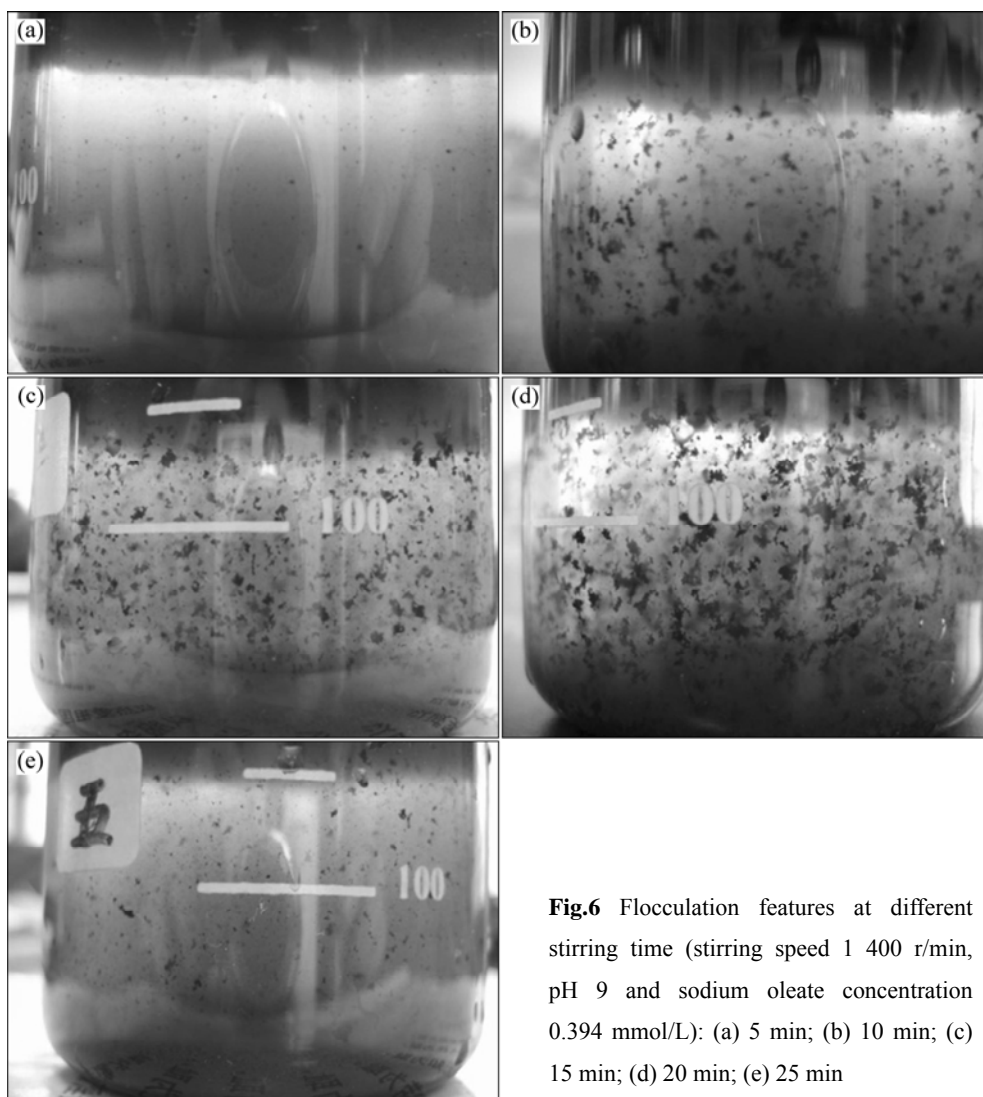 (a)
100
(b)
(c)
100
(d)
100
(e)
五
100
Fig.6 Flocculation features at different
stirring time (stirring speed 1 400 r/min,
pH 9 and sodium oleate concentration
0.394 mmol/L): (a) 5 min; (b) 10 min; (c)
15 min; (d) 20 min; (e) 25 min